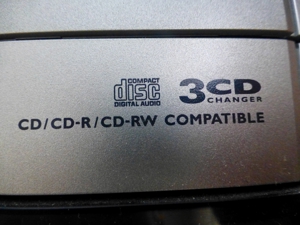 COMPACT
disc
DIGITAL AUDIO
3CD
CHANGER
CD/CD-R/CD-RW COMPATIBLE